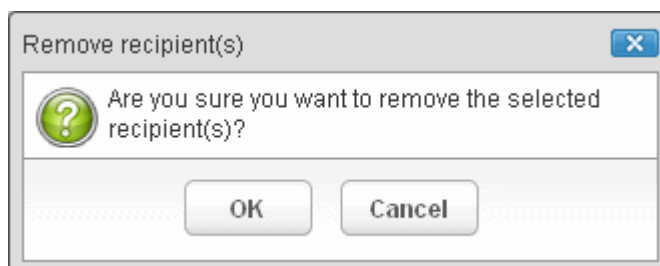 Remove recipient(s)
Are you sure you want to remove the selected
recipient(s)?
OK
Cancel